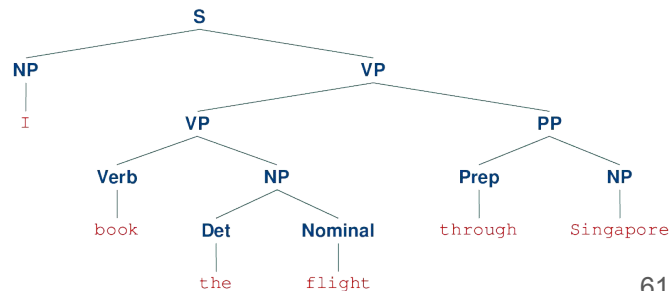 S
NP VP
I
VP PP
Verb NP Prep NP
book Det Nominal through Singapore
the flight
61